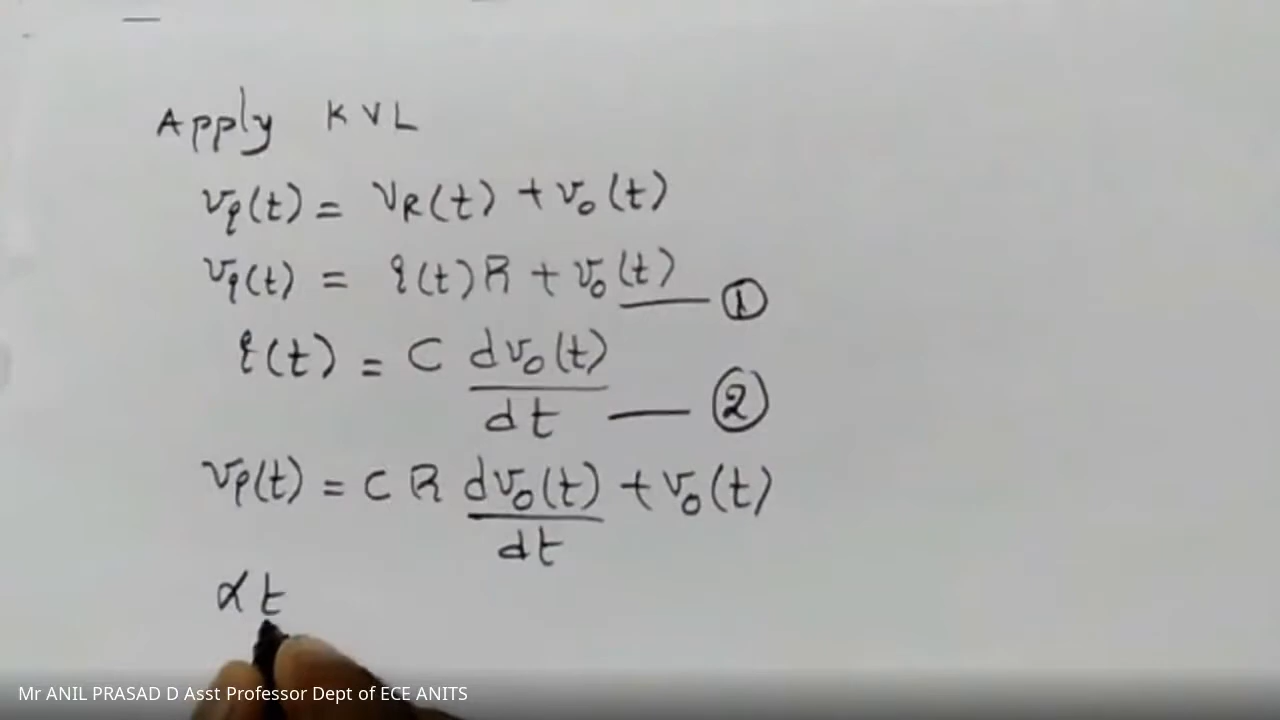 Apply KVL
vi(t) = vR(t) + vo(t)
vi(t) = i(t)R + vo(t) —— ①
i(t) = C dvo(t)/dt —— ②
vi(t) = CR dvo(t)/dt + vo(t)
αt
Mr ANIL PRASAD D Asst Professor Dept of ECE ANITS